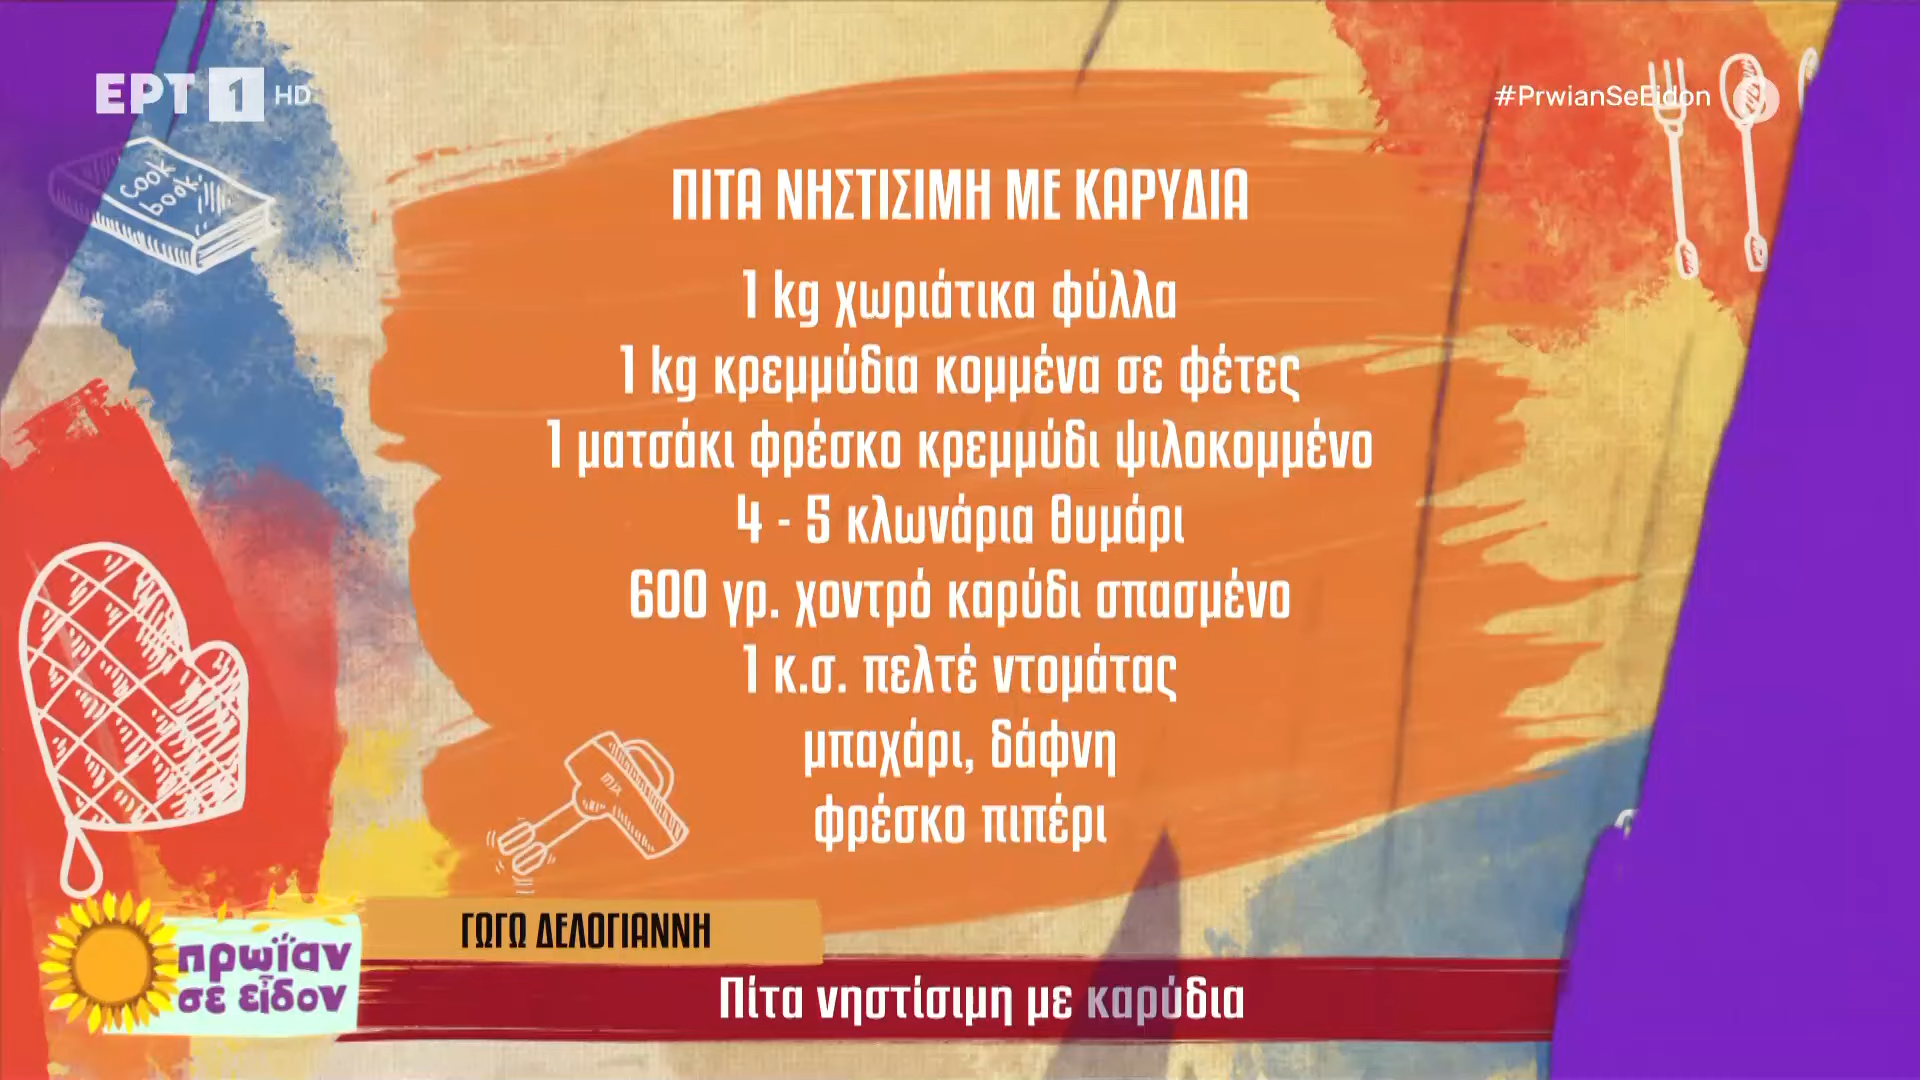 ΕΡΤ 1 HD
#PrwianSeEidon
cook book
ΠΙΤΑ ΝΗΣΤΙΣΙΜΗ ΜΕ ΚΑΡΥΔΙΑ
1 kg χωριάτικα φύλλα
1 kg κρεμμύδια κομμένα σε φέτες
1 ματσάκι φρέσκο κρεμμύδι ψιλοκομμένο
4 - 5 κλωνάρια θυμάρι
600 γρ. χοντρό καρύδι σπασμένο
1 κ.σ. πελτέ ντομάτας
μπαχάρι, δάφνη
φρέσκο πιπέρι
mix
ΓΩΓΩ ΔΕΛΟΓΙΑΝΝΗ
πρωΐαν
σε εἶδον
Πίτα νηστίσιμη με καρύδια